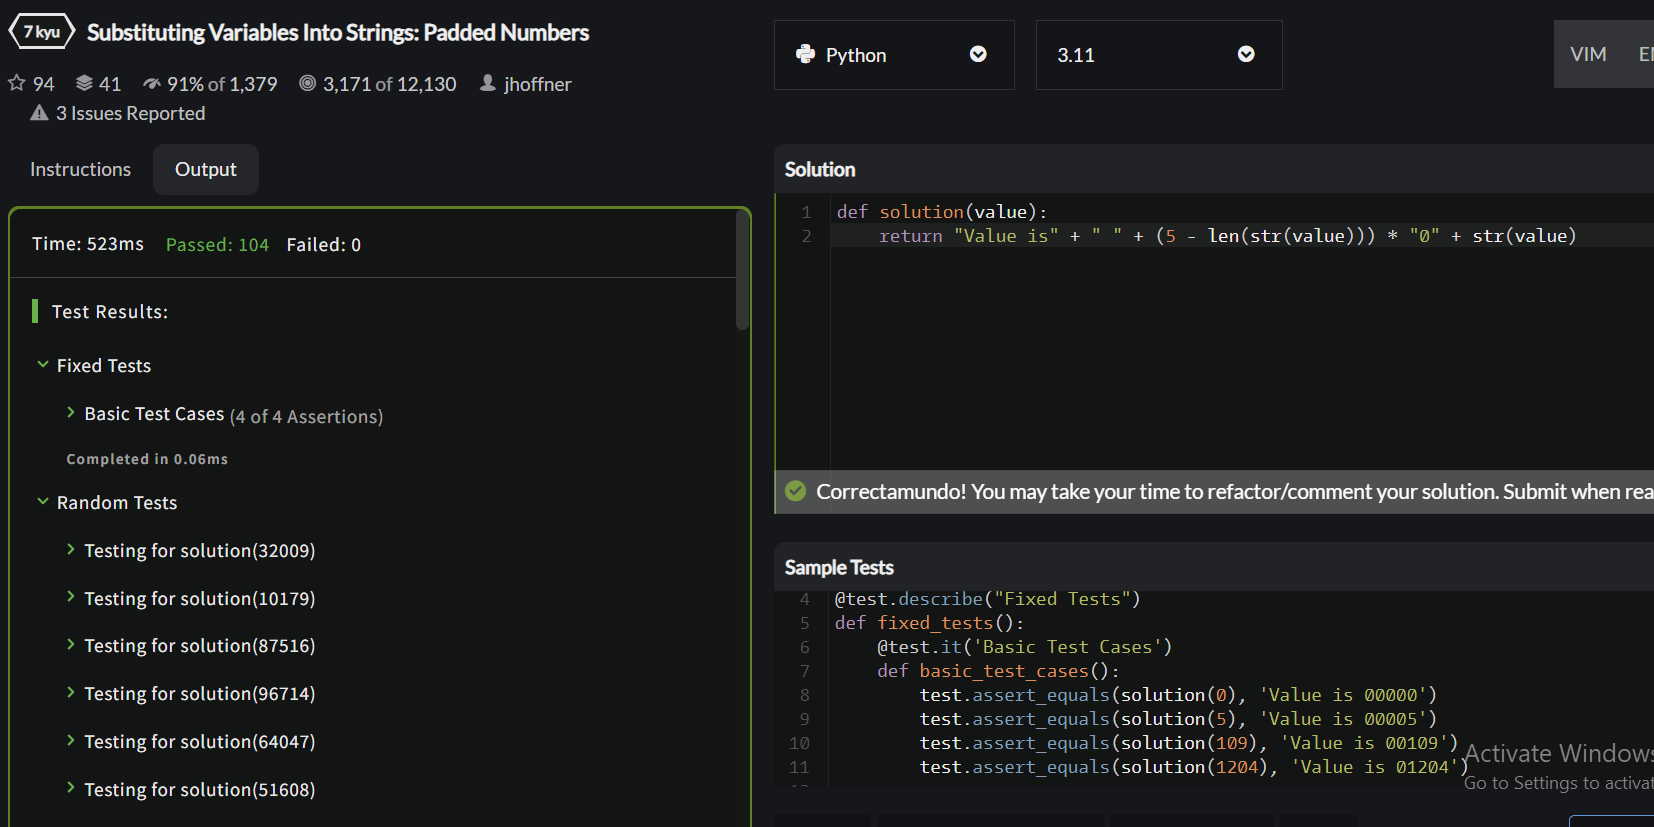 7 kyu Substituting Variables Into Strings: Padded Numbers
94 41 91% of 1,379 3,171 of 12,130 jhoffner
3 Issues Reported
Instructions Output
Time: 523ms Passed: 104 Failed: 0
Test Results:
Fixed Tests
Basic Test Cases (4 of 4 Assertions)
Completed in 0.06ms
Random Tests
Testing for solution(32009)
Testing for solution(10179)
Testing for solution(87516)
Testing for solution(96714)
Testing for solution(64047)
Testing for solution(51608)
Python 3.11 VIM
Solution
1 def solution(value):
2     return "Value is" + " " + (5 - len(str(value))) * "0" + str(value)
Correctamundo! You may take your time to refactor/comment your solution. Submit when rea
Sample Tests
4 @test.describe("Fixed Tests")
5 def fixed_tests():
6     @test.it('Basic Test Cases')
7     def basic_test_cases():
8         test.assert_equals(solution(0), 'Value is 00000')
9         test.assert_equals(solution(5), 'Value is 00005')
10         test.assert_equals(solution(109), 'Value is 00109')
11         test.assert_equals(solution(1204), 'Value is 01204')
Activate Windows
Go to Settings to activat